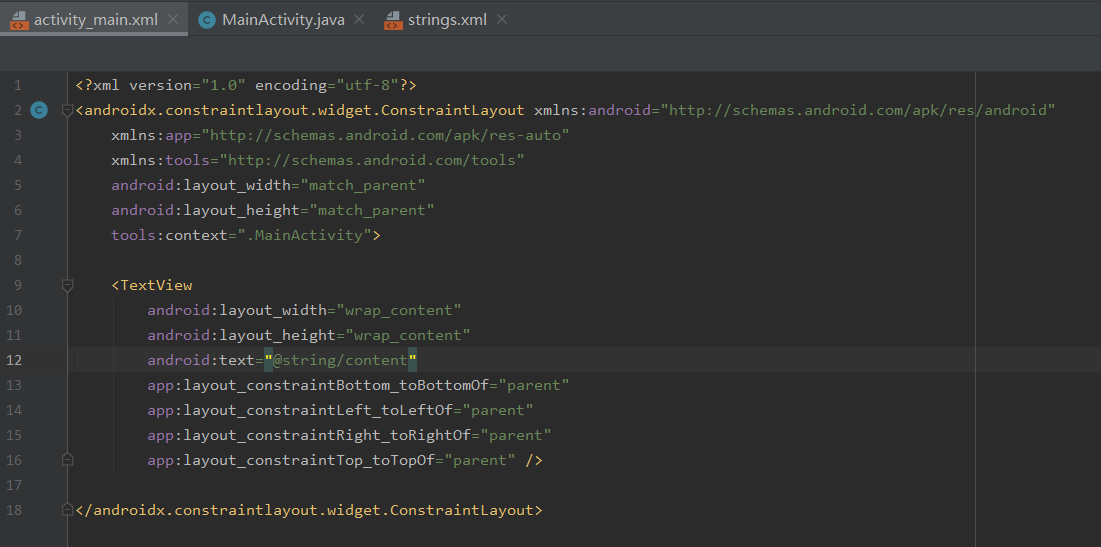 activity_main.xml MainActivity.java strings.xml
1 <?xml version="1.0" encoding="utf-8"?>
2 <androidx.constraintlayout.widget.ConstraintLayout xmlns:android="http://schemas.android.com/apk/res/android"
3     xmlns:app="http://schemas.android.com/apk/res-auto"
4     xmlns:tools="http://schemas.android.com/tools"
5     android:layout_width="match_parent"
6     android:layout_height="match_parent"
7     tools:context=".MainActivity">
8
9     <TextView
10         android:layout_width="wrap_content"
11         android:layout_height="wrap_content"
12         android:text="@string/content"
13         app:layout_constraintBottom_toBottomOf="parent"
14         app:layout_constraintLeft_toLeftOf="parent"
15         app:layout_constraintRight_toRightOf="parent"
16         app:layout_constraintTop_toTopOf="parent" />
17
18 </androidx.constraintlayout.widget.ConstraintLayout>